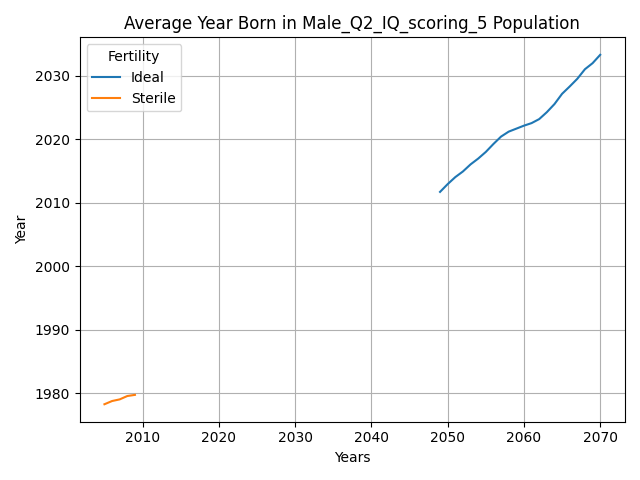 Average Year Born in Male_Q2_IQ_scoring_5 Population
Fertility
Ideal
Sterile
Year
2030
2020
2010
2000
1990
1980
2010 2020 2030 2040 2050 2060 2070
Years